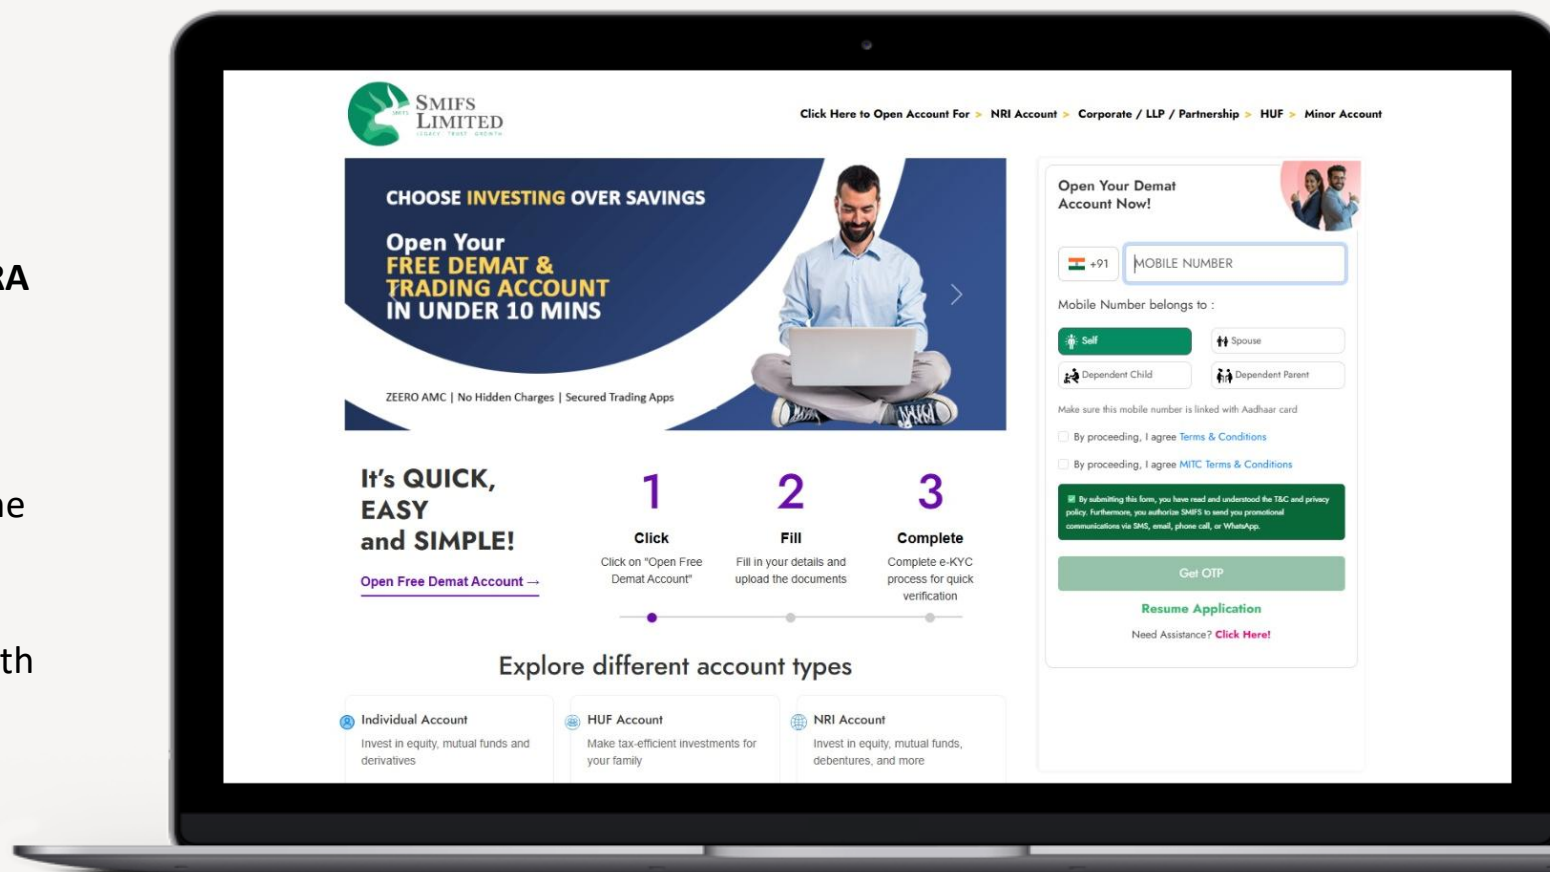 RA
ne
th
SMIFS
LIMITED
LEGACY TRUST GROWTH
Click Here to Open Account For > NRI Account > Corporate / LLP / Partnership > HUF > Minor Account
CHOOSE INVESTING OVER SAVINGS
Open Your
FREE DEMAT &
TRADING ACCOUNT
IN UNDER 10 MINS
ZEERO AMC | No Hidden Charges | Secured Trading Apps
It's QUICK,
EASY
and SIMPLE!
Open Free Demat Account →
1
Click
Click on "Open Free
Demat Account"
2
Fill
Fill in your details and
upload the documents
3
Complete
Complete e-KYC
process for quick
verification
Explore different account types
Individual Account
Invest in equity, mutual funds and
derivatives
HUF Account
Make tax-efficient investments for
your family
NRI Account
Invest in equity, mutual funds,
debentures, and more
Open Your Demat
Account Now!
+91
MOBILE NUMBER
Mobile Number belongs to :
Self
Spouse
Dependent Child
Dependent Parent
Make sure this mobile number is linked with Aadhaar card
By proceeding, I agree Terms & Conditions
By proceeding, I agree MITC Terms & Conditions
By submitting this form, you have read and understood the T&C and privacy
policy. Furthermore, you authorize SMIFS to send you promotional
communications via SMS, email, phone call, or WhatsApp.
Get OTP
Resume Application
Need Assistance? Click Here!